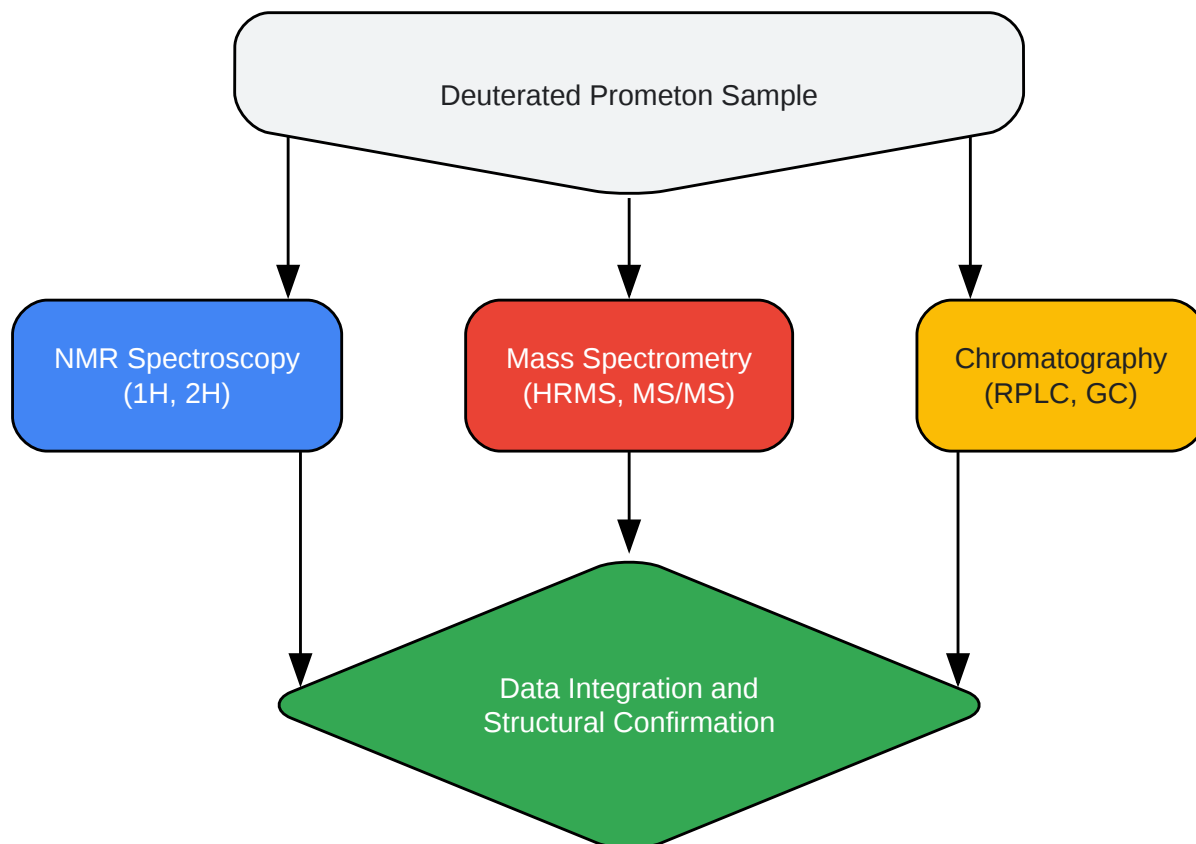 Deuterated Prometon Sample
NMR Spectroscopy
(1H, 2H)
Mass Spectrometry
(HRMS, MS/MS)
Chromatography
(RPLC, GC)
Data Integration and
Structural Confirmation